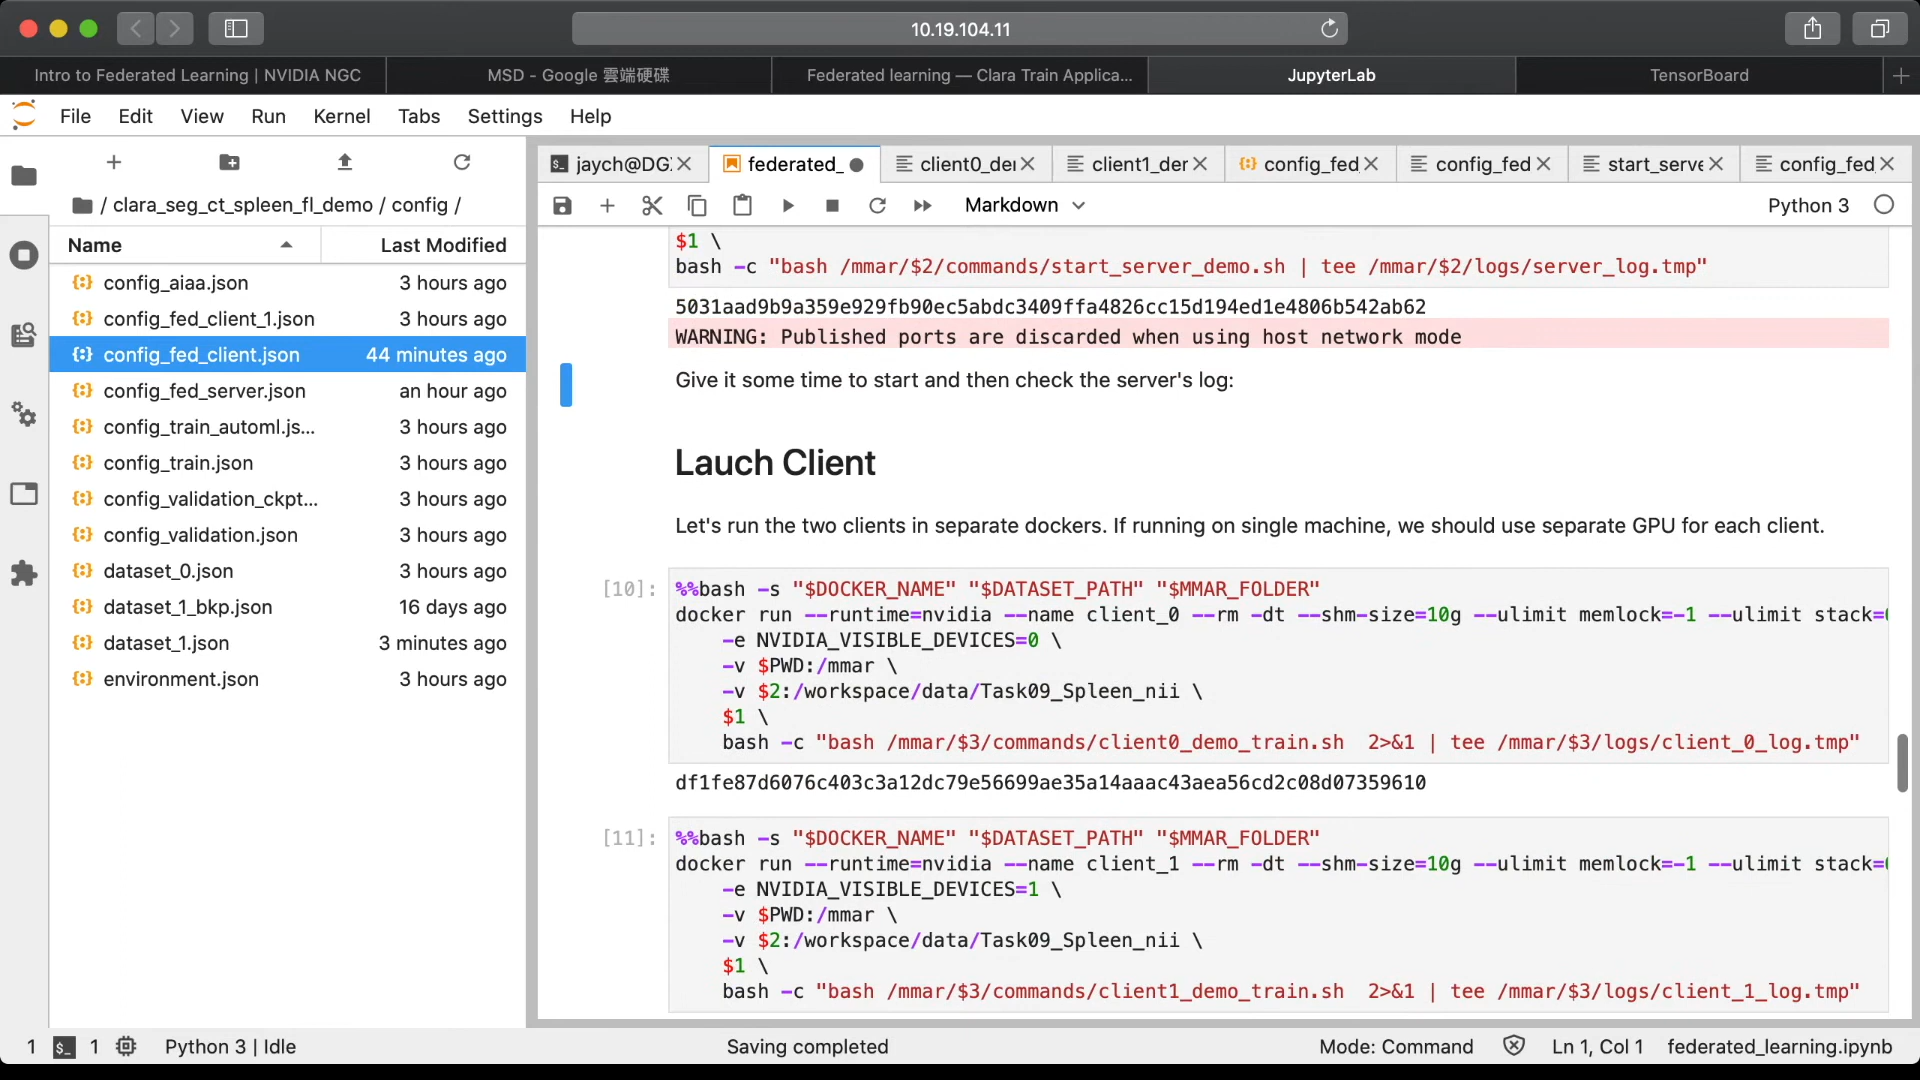 10.19.104.11
Intro to Federated Learning | NVIDIA NGC
MSD - Google 雲端硬碟
Federated learning — Clara Train Applica...
JupyterLab
TensorBoard
File Edit View Run Kernel Tabs Settings Help
/ clara_seg_ct_spleen_fl_demo / config /
Name Last Modified
config_aiaa.json 3 hours ago
config_fed_client_1.json 3 hours ago
config_fed_client.json 44 minutes ago
config_fed_server.json an hour ago
config_train_automl.js... 3 hours ago
config_train.json 3 hours ago
config_validation_ckpt... 3 hours ago
config_validation.json 3 hours ago
dataset_0.json 3 hours ago
dataset_1_bkp.json 16 days ago
dataset_1.json 3 minutes ago
environment.json 3 hours ago
jaych@DG
federated_
client0_de
client1_der
config_fed
config_fed
start_serve
config_fed
Markdown
Python 3
$1 \
bash -c "bash /mmar/$2/commands/start_server_demo.sh | tee /mmar/$2/logs/server_log.tmp"
5031aad9b9a359e929fb90ec5abdc3409ffa4826cc15d194ed1e4806b542ab62
WARNING: Published ports are discarded when using host network mode
Give it some time to start and then check the server's log:
Lauch Client
Let's run the two clients in separate dockers. If running on single machine, we should use separate GPU for each client.
[10]:
%%bash -s "$DOCKER_NAME" "$DATASET_PATH" "$MMAR_FOLDER"
docker run --runtime=nvidia --name client_0 --rm -dt --shm-size=10g --ulimit memlock=-1 --ulimit stack=
-e NVIDIA_VISIBLE_DEVICES=0 \
-v $PWD:/mmar \
-v $2:/workspace/data/Task09_Spleen_nii \
$1 \
bash -c "bash /mmar/$3/commands/client0_demo_train.sh  2>&1 | tee /mmar/$3/logs/client_0_log.tmp"
df1fe87d6076c403c3a12dc79e56699ae35a14aaac43aea56cd2c08d07359610
[11]:
%%bash -s "$DOCKER_NAME" "$DATASET_PATH" "$MMAR_FOLDER"
docker run --runtime=nvidia --name client_1 --rm -dt --shm-size=10g --ulimit memlock=-1 --ulimit stack=
-e NVIDIA_VISIBLE_DEVICES=1 \
-v $PWD:/mmar \
-v $2:/workspace/data/Task09_Spleen_nii \
$1 \
bash -c "bash /mmar/$3/commands/client1_demo_train.sh  2>&1 | tee /mmar/$3/logs/client_1_log.tmp"
1 $_ 1 Python 3 | Idle
Saving completed
Mode: Command
Ln 1, Col 1
federated_learning.ipynb